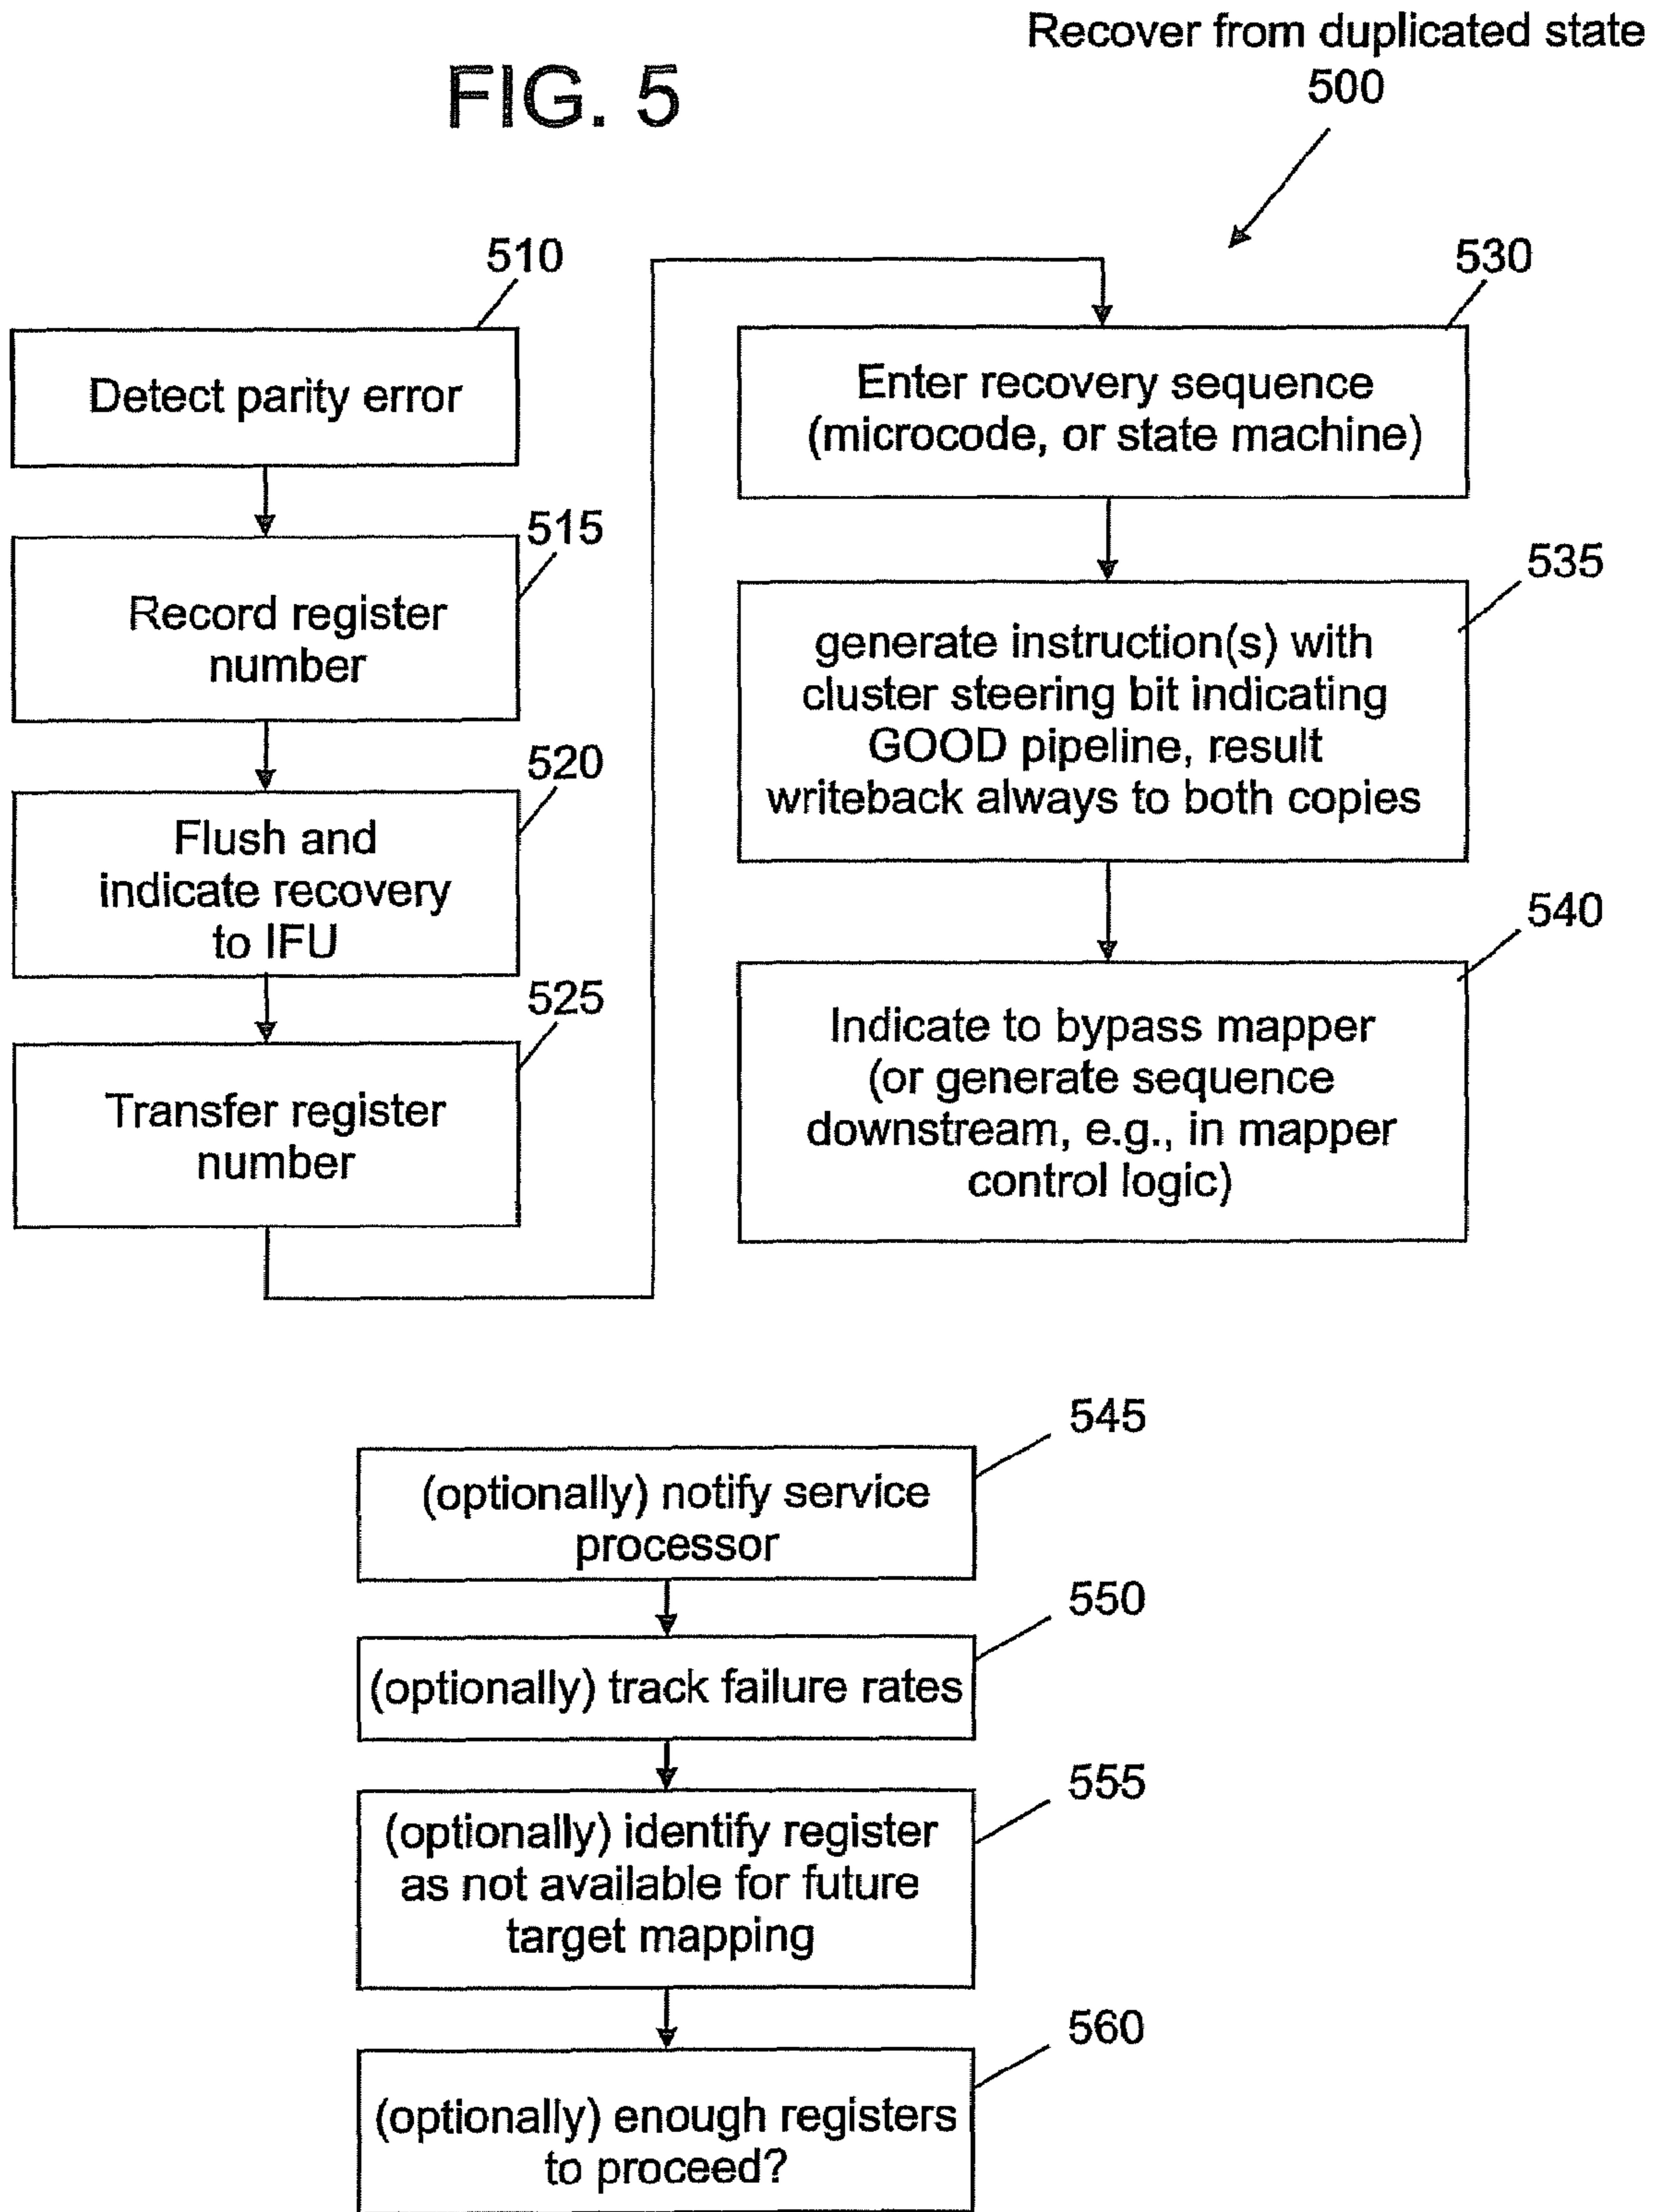 Recover from duplicated state
500
FIG. 5
510
Detect parity error
515
Record register
number
520
Flush and
indicate recovery
to IFU
525
Transfer register
number
530
Enter recovery sequence
(microcode, or state machine)
535
generate instruction(s) with
cluster steering bit indicating
GOOD pipeline, result
writeback always to both copies
540
Indicate to bypass mapper
(or generate sequence
downstream, e.g., in mapper
control logic)
545
(optionally) notify service
processor
550
(optionally) track failure rates
555
(optionally) identify register
as not available for future
target mapping
560
(optionally) enough registers
to proceed?